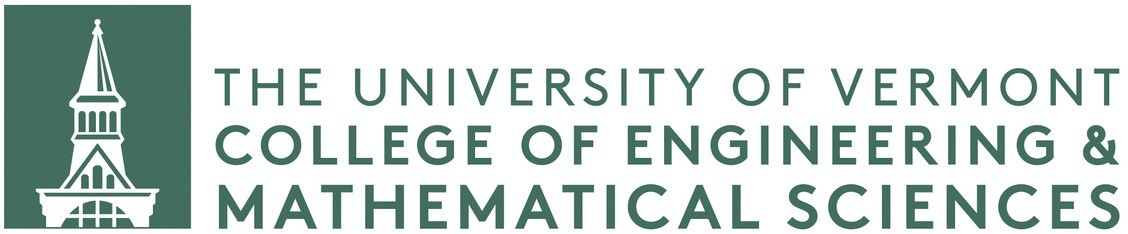 THE UNIVERSITY OF VERMONT
COLLEGE OF ENGINEERING &
MATHEMATICAL SCIENCES